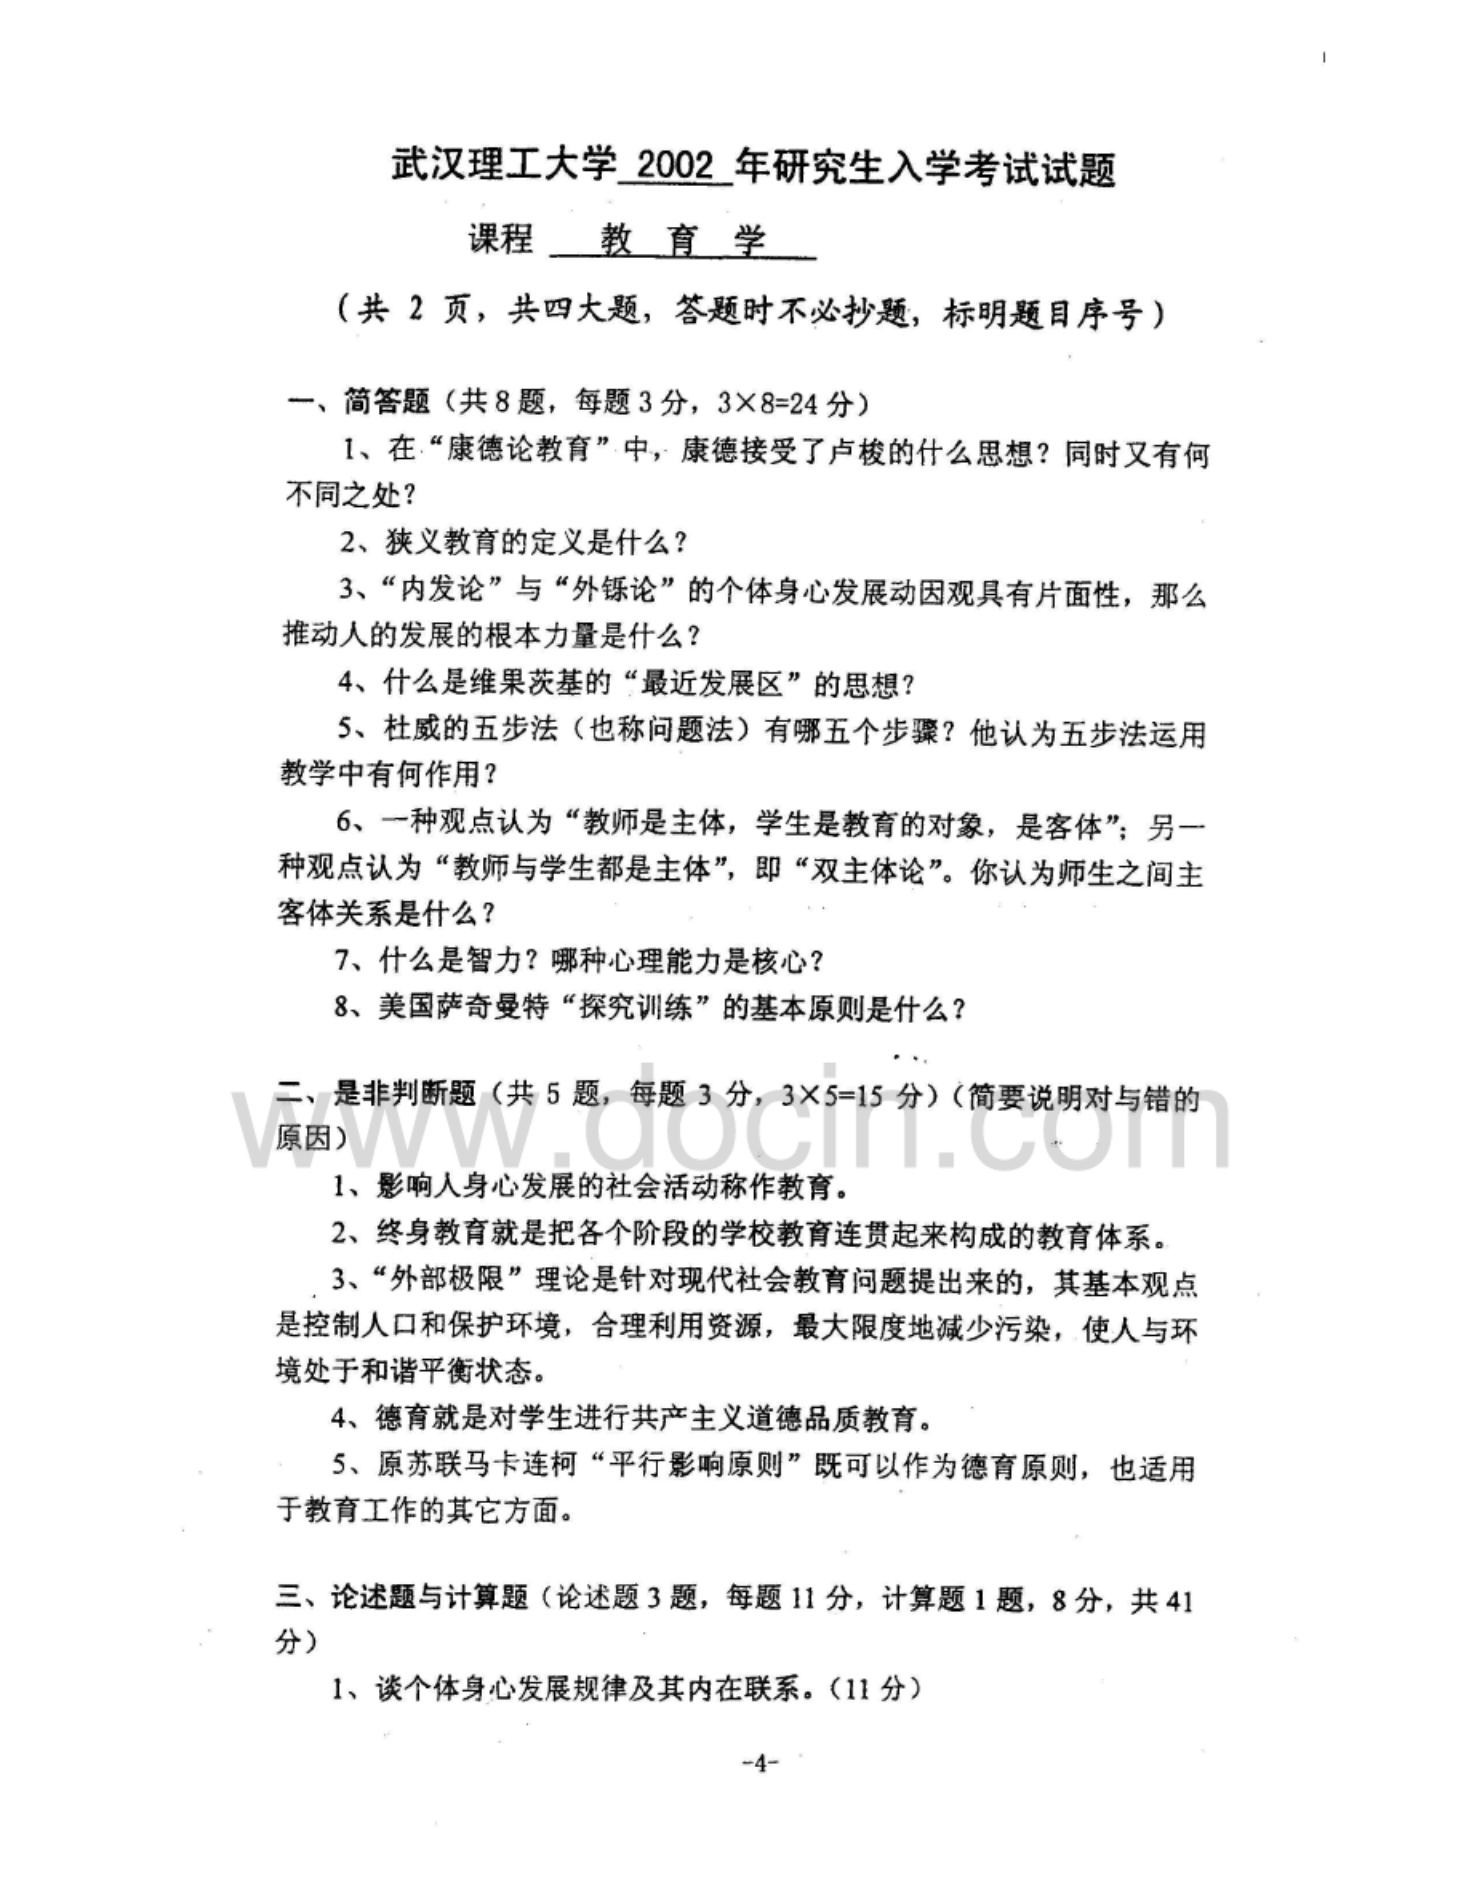 武汉理工大学 2002 年研究生入学考试试题
课程 教 育 学
（共 2 页，共四大题，答题时不必抄题，标明题目序号）
一、简答题（共8题，每题3分，3×8=24分）
1、在“康德论教育”中，康德接受了卢梭的什么思想？同时又有何
不同之处？
2、狭义教育的定义是什么？
3、“内发论”与“外铄论”的个体身心发展动因观具有片面性，那么
推动人的发展的根本力量是什么？
4、什么是维果茨基的“最近发展区”的思想？
5、杜威的五步法（也称问题法）有哪五个步骤？他认为五步法运用
教学中有何作用？
6、一种观点认为“教师是主体，学生是教育的对象，是客体”；另一
种观点认为“教师与学生都是主体”，即“双主体论”。你认为师生之间主
客体关系是什么？
7、什么是智力？哪种心理能力是核心？
8、美国萨奇曼特“探究训练”的基本原则是什么？
二、是非判断题（共 5 题，每题 3 分，3×5=15 分）（简要说明对与错的
原因）
www.docin.com
1、影响人身心发展的社会活动称作教育。
2、终身教育就是把各个阶段的学校教育连贯起来构成的教育体系。
3、“外部极限”理论是针对现代社会教育问题提出来的，其基本观点
是控制人口和保护环境，合理利用资源，最大限度地减少污染，使人与环
境处于和谐平衡状态。
4、德育就是对学生进行共产主义道德品质教育。
5、原苏联马卡连柯“平行影响原则”既可以作为德育原则，也适用
于教育工作的其它方面。
三、论述题与计算题（论述题3题，每题11分，计算题1题，8分，共41
分）
1、谈个体身心发展规律及其内在联系。（11 分）
-4-